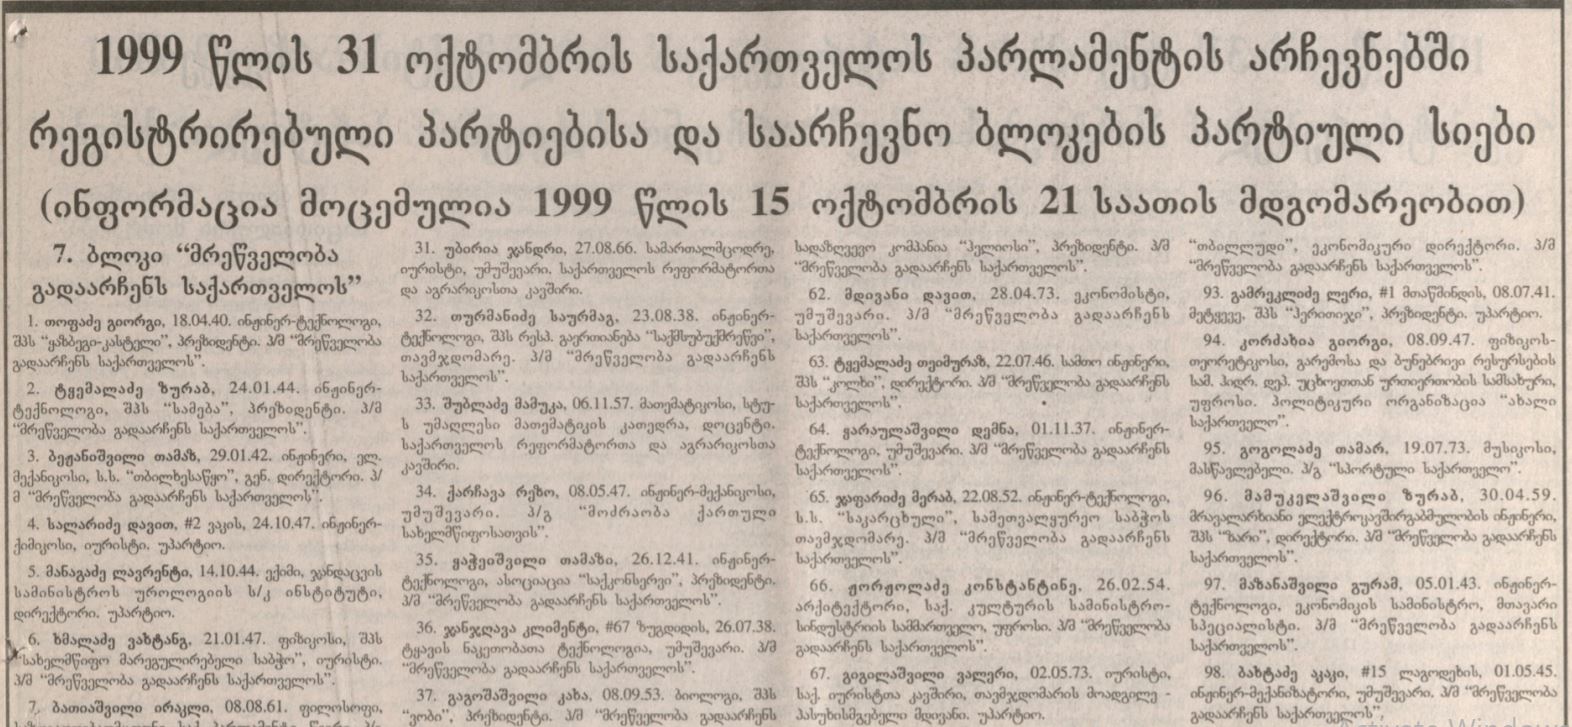 1999 წლის 31 ოქტომბრის საქართველოს პარლამენტის არჩევნებში
რეგისტრირებული პარტიებისა და საარჩევნო ბლოკების პარტიული სიები
(ინფორმაცია მოცემულია 1999 წლის 15 ოქტომბრის 21 საათის მდგომარეობით)
7. ბლოკი “მრეწველობა
გადაარჩენს საქართველოს”
1. თოფაძე გიორგი, 18.04.40. ინჟინერ-ტექნოლოგი,
შპს “ყაზბეგი-კასტელი”, პრეზიდენტი. პ/მ “მრეწველობა
გადაარჩენს საქართველოს”.
2. ტყემალაძე ზურაბ, 24.01.44. ინჟინერ-
ტექნოლოგი, შპს “სამება”, პრეზიდენტი. პ/მ
“მრეწველობა გადაარჩენს საქართველოს”.
3. ბეჟანიშვილი თამაზ, 29.01.42. ინჟინერი, ელ.
მექანიკოსი, ს.ს. “თბილხესაწყო”, გენ. დირექტორი. პ/
მ “მრეწველობა გადაარჩენს საქართველოს”.
4. სალარიძე დავით, #2 ვაკის, 24.10.47. ინჟინერ-
ქიმიკოსი, იურისტი. უპარტიო.
5. მანაგაძე ლავრენტი, 14.10.44. ექიმი, ჯანდაცვის
სამინისტროს უროლოგიის ს/კ ინსტიტუტი,
დირექტორი. უპარტიო.
6. ხმალაძე ვახტანგ, 21.01.47. ფიზიკოსი, შპს
“სახელმწიფო მარეგულირებელი საბჭო”, იურისტი.
პ/მ “მრეწველობა გადაარჩენს საქართველოს”.
7. ბათიაშვილი ირაკლი, 08.08.61. ფილოსოფი,
31. უბირია ჯანდრი, 27.08.66. სამართალმცოდრე,
იურისტი, უმუშევარი. საქართველოს რეფორმატორთა
და აგრარიკოსთა კავშირი.
32. თურმანიძე საურმაგ, 23.08.38. ინჟინერ-
ტექნოლოგი, შპს რესპ. გაერთიანება “საქმსუბუქმრეწვი”,
თავმჯდომარე. პ/მ “მრეწველობა გადაარჩენს
საქართველოს”.
33. შუბლაძე მამუკა, 06.11.57. მათემატიკოსი, სტუ-
ს უმაღლესი მათემატიკის კათედრა, დოცენტი.
საქართველოს რეფორმატორთა და აგრარიკოსთა
კავშირი.
34. ქარჩავა რეზო, 08.05.47. ინჟინერ-მექანიკოსი,
უმუშევარი. პ/გ “მოძრაობა ქართული
სახელმწიფოსათვის”.
35. ყაჭეიშვილი თამაზი, 26.12.41. ინჟინერ-
ტექნოლოგი, ასოციაცია “საქკონსერვი”, პრეზიდენტი.
პ/მ “მრეწველობა გადაარჩენს საქართველოს”.
36. ჯანჯღავა კლიმენტი, #67 ზუგდიდის, 26.07.38.
ტყავის ნაკეთობათა ტექნოლოგია, უმუშევარი. პ/მ
“მრეწველობა გადაარჩენს საქართველოს”.
37. გაგოშაშვილი კახა, 08.09.53. ბიოლოგი, შპს
“ვობი”, პრეზიდენტი. პ/მ “მრეწველობა გადაარჩენს
სადაზღვევო კომპანია “ჰელიოსი”, პრეზიდენტი. პ/მ
“მრეწველობა გადაარჩენს საქართველოს”.
62. მდივანი დავით, 28.04.73. ეკონომისტი,
უმუშევარი. პ/მ “მრეწველობა გადაარჩენს
საქართველოს”.
63. ტყემალაძე თეიმურაზ, 22.07.46. სამთო ინჟინერი,
შპს “კოლხი”, დირექტორი. პ/მ “მრეწველობა გადაარჩენს
საქართველოს”.
64. ყარაულაშვილი დემნა, 01.11.37. ინჟინერ-
ტექნოლოგი, უმუშევარი. პ/მ “მრეწველობა გადაარჩენს
საქართველოს”.
65. ჯაფარიძე მერაბ, 22.08.52. ინჟინერ-ტექნოლოგი,
ს.ს. “საკარცხული”, სამეთვალყურეო საბჭოს
თავმჯდომარე. პ/მ “მრეწველობა გადაარჩენს
საქართველოს”.
66. ჟორჟოლაძე კონსტანტინე, 26.02.54.
არქიტექტორი, საქ. კულტურის სამინისტრო-
სინდუსტრიის სამმართველო, უფროსი. პ/მ “მრეწველობა
გადაარჩენს საქართველოს”.
67. გიგილაშვილი ვალერი, 02.05.73. იურისტი,
საქ. იურისტთა კავშირი, თავმჯდომარის მოადგილე -
პასუხისმგებელი მდივანი. უპარტიო.
“თბილლუდი”, ეკონომიკური დირექტორი. პ/მ
“მრეწველობა გადაარჩენს საქართველოს”.
93. გამრეკლიძე ლერი, #1 მთაწმინდის, 08.07.41.
მეტყევე, შპს “ჰერითიჯი”, პრეზიდენტი. უპარტიო.
94. კორძახია გიორგი, 08.09.47. ფიზიკოს-
თეორეტიკოსი, გარემოსა და ბუნებრივი რესურსების
სამ. ჰიდრ. დეპ. უცხოეთთან ურთიერთობის სამსახური,
უფროსი. პოლიტიკური ორგანიზაცია “ახალი
საქართველო”.
95. გოგოლაძე თამარ, 19.07.73. მუსიკოსი,
მასწავლებელი. პ/გ “სპორტული საქართველო”.
96. მამუკელაშვილი ზურაბ, 30.04.59.
მრავალარხიანი ელექტროკავშირგაბმულობის ინჟინერი,
შპს “ზარი”, დირექტორი. პ/მ “მრეწველობა გადაარჩენს
საქართველოს”.
97. მაზანაშვილი გურამ, 05.01.43. ინჟინერ-
ტექნოლოგი, ეკონომიკის სამინისტრო, მთავარი
სპეციალისტი. პ/მ “მრეწველობა გადაარჩენს
საქართველოს”.
98. ბახტაძე აკაკი, #15 ლაგოდეხის, 01.05.45.
ინჟინერ-მექანიზატორი, უმუშევარი. პ/მ “მრეწველობა
გადაარჩენს საქართველოს”.